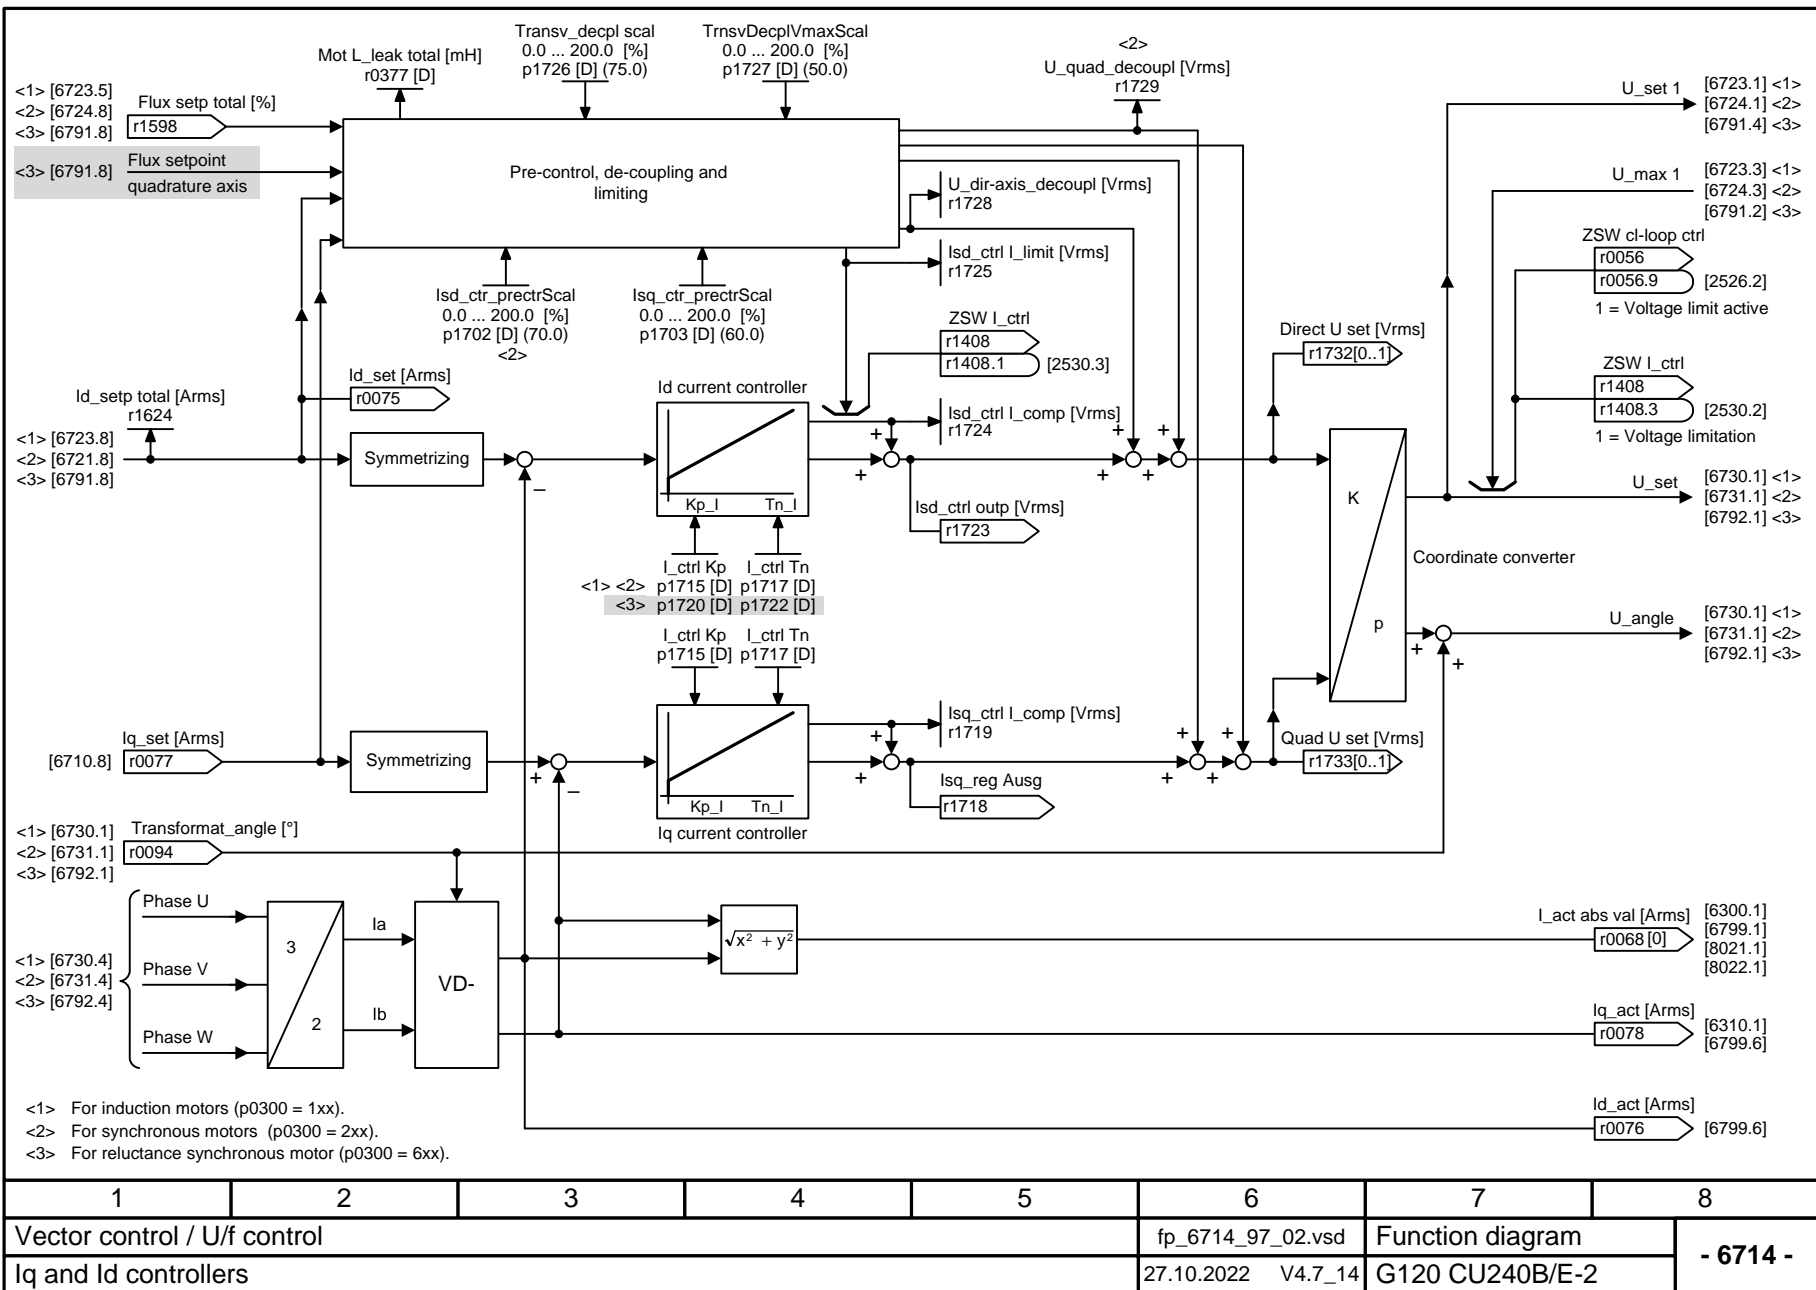 Transv_decpl scal
0.0 ... 200.0 [%]
p1726 [D] (75.0)
TrnsvDecplVmaxScal
0.0 ... 200.0 [%]
p1727 [D] (50.0)
Mot L_leak total [mH]
r0377 [D]
<2>
U_quad_decoupl [Vrms]
r1729
<1> [6723.5]
<2> [6724.8]
<3> [6791.8]
Flux setp total [%]
r1598
<3> [6791.8]
Flux setpoint
quadrature axis
Pre-control, de-coupling and
limiting
U_set 1
[6723.1] <1>
[6724.1] <2>
[6791.4] <3>
U_max 1
[6723.3] <1>
[6724.3] <2>
[6791.2] <3>
U_dir-axis_decoupl [Vrms]
r1728
Isd_ctrl I_limit [Vrms]
r1725
ZSW cl-loop ctrl
r0056
r0056.9
[2526.2]
1 = Voltage limit active
Isd_ctr_prectrScal
0.0 ... 200.0 [%]
p1702 [D] (70.0)
<2>
Isq_ctr_prectrScal
0.0 ... 200.0 [%]
p1703 [D] (60.0)
ZSW I_ctrl
r1408
r1408.1
[2530.3]
Direct U set [Vrms]
r1732[0..1]
ZSW I_ctrl
r1408
r1408.3
[2530.2]
1 = Voltage limitation
Id_setp total [Arms]
r1624
Id_set [Arms]
r0075
<1> [6723.8]
<2> [6721.8]
<3> [6791.8]
Symmetrizing
–
Id current controller
Kp_I
Tn_I
Isd_ctrl I_comp [Vrms]
r1724
+
+
+
+
+
+
Isd_ctrl outp [Vrms]
r1723
K
p
Coordinate converter
U_set
[6730.1] <1>
[6731.1] <2>
[6792.1] <3>
I_ctrl Kp
I_ctrl Tn
<1> <2> p1715 [D] p1717 [D]
<3> p1720 [D] p1722 [D]
I_ctrl Kp
p1715 [D]
I_ctrl Tn
p1717 [D]
U_angle
[6730.1] <1>
[6731.1] <2>
[6792.1] <3>
+
+
Iq_set [Arms]
[6710.8]
r0077
Symmetrizing
+
–
Kp_I
Tn_I
Iq current controller
Isq_ctrl I_comp [Vrms]
r1719
+
+
+
+
+
+
Isq_reg Ausg
r1718
Quad U set [Vrms]
r1733[0..1]
<1> [6730.1]
<2> [6731.1]
<3> [6792.1]
Transformat_angle [°]
r0094
<1> [6730.4]
<2> [6731.4]
<3> [6792.4]
Phase U
Phase V
Phase W
3
2
Ia
Ib
VD-
√x² + y²
I_act abs val [Arms]
r0068[0]
[6300.1]
[6799.1]
[8021.1]
[8022.1]
Iq_act [Arms]
r0078
[6310.1]
[6799.6]
Id_act [Arms]
r0076
[6799.6]
<1> For induction motors (p0300 = 1xx).
<2> For synchronous motors (p0300 = 2xx).
<3> For reluctance synchronous motor (p0300 = 6xx).
1 2 3 4 5 6 7 8
Vector control / U/f control
fp_6714_97_02.vsd
Function diagram
- 6714 -
Iq and Id controllers
27.10.2022 V4.7_14
G120 CU240B/E-2